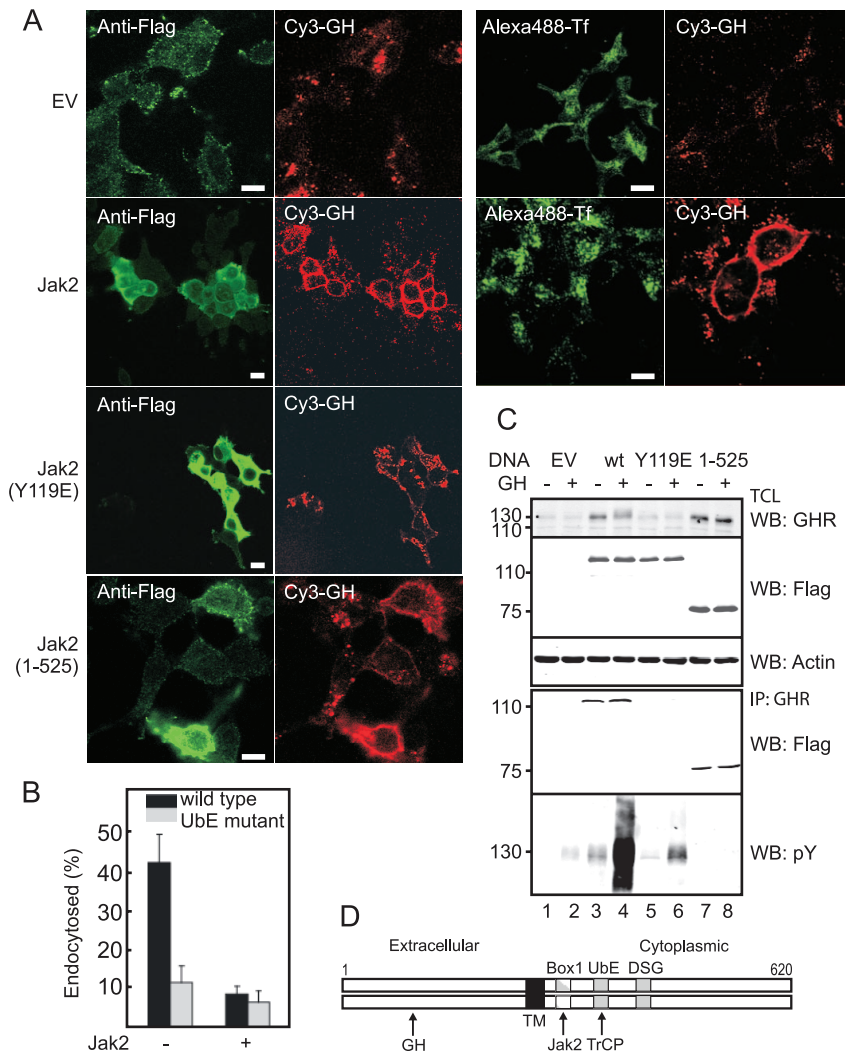 A
Anti-Flag Cy3-GH Alexa488-Tf Cy3-GH
EV
Anti-Flag Cy3-GH Alexa488-Tf Cy3-GH
Jak2
Anti-Flag Cy3-GH
Jak2
(Y119E)
Anti-Flag Cy3-GH
Jak2
(1-525)
B
wild type
UbE mutant
Endocytosed (%)
50
40
30
20
10
0
Jak2 - +
C
DNA EV wt Y119E 1-525
GH - + - + - + - +
TCL
130
110
WB: GHR
110
75
WB: Flag
WB: Actin
IP: GHR
110
75
WB: Flag
130
WB: pY
1 2 3 4 5 6 7 8
D
Extracellular Cytoplasmic
1 Box1 UbE DSG 620
TM
GH Jak2 TrCP